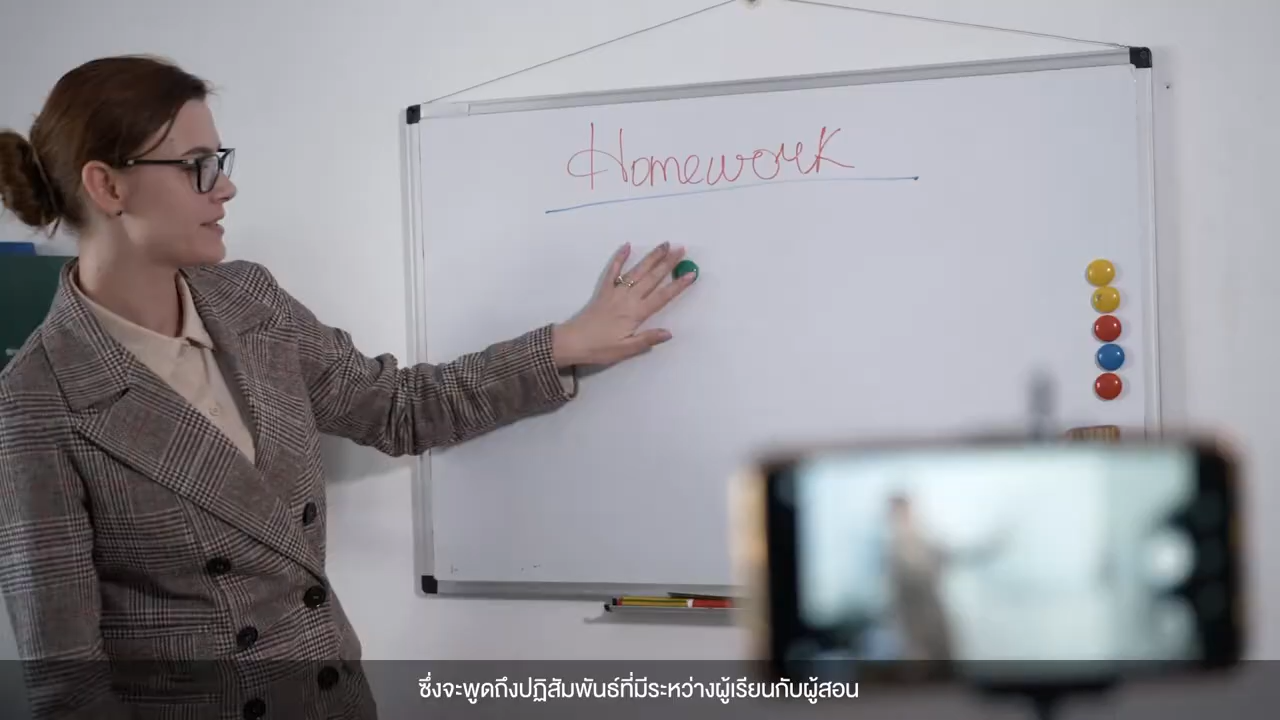 Homework
ซึ่งจะพูดถึงปฏิสัมพันธ์ที่มีระหว่างผู้เรียนกับผู้สอน